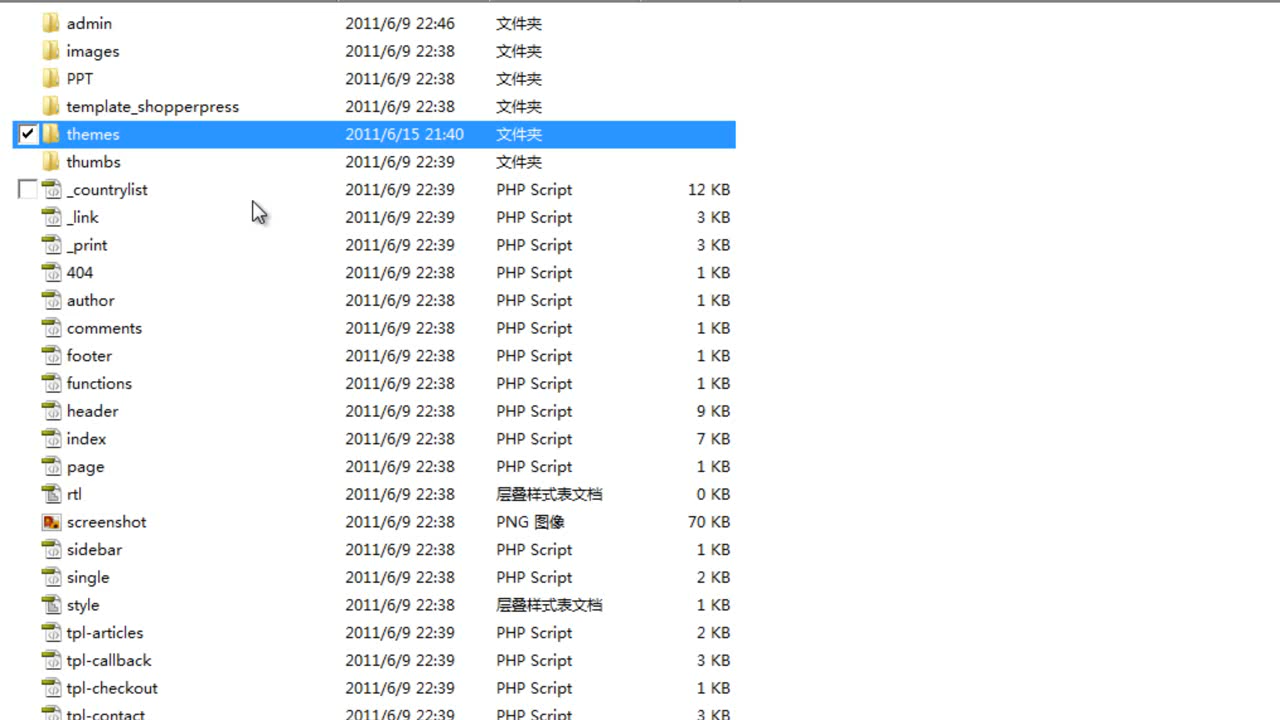 admin 2011/6/9 22:46 文件夹
images 2011/6/9 22:38 文件夹
PPT 2011/6/9 22:38 文件夹
template_shopperpress 2011/6/9 22:38 文件夹
themes 2011/6/15 21:40 文件夹
thumbs 2011/6/9 22:39 文件夹
_countrylist 2011/6/9 22:39 PHP Script 12 KB
_link 2011/6/9 22:39 PHP Script 3 KB
_print 2011/6/9 22:39 PHP Script 3 KB
404 2011/6/9 22:38 PHP Script 1 KB
author 2011/6/9 22:38 PHP Script 1 KB
comments 2011/6/9 22:38 PHP Script 1 KB
footer 2011/6/9 22:38 PHP Script 1 KB
functions 2011/6/9 22:38 PHP Script 1 KB
header 2011/6/9 22:38 PHP Script 9 KB
index 2011/6/9 22:38 PHP Script 7 KB
page 2011/6/9 22:38 PHP Script 1 KB
rtl 2011/6/9 22:38 层叠样式表文档 0 KB
screenshot 2011/6/9 22:38 PNG 图像 70 KB
sidebar 2011/6/9 22:38 PHP Script 1 KB
single 2011/6/9 22:38 PHP Script 2 KB
style 2011/6/9 22:38 层叠样式表文档 1 KB
tpl-articles 2011/6/9 22:39 PHP Script 2 KB
tpl-callback 2011/6/9 22:39 PHP Script 3 KB
tpl-checkout 2011/6/9 22:39 PHP Script 1 KB
tpl-contact 2011/6/9 22:39 PHP Script 3 KB